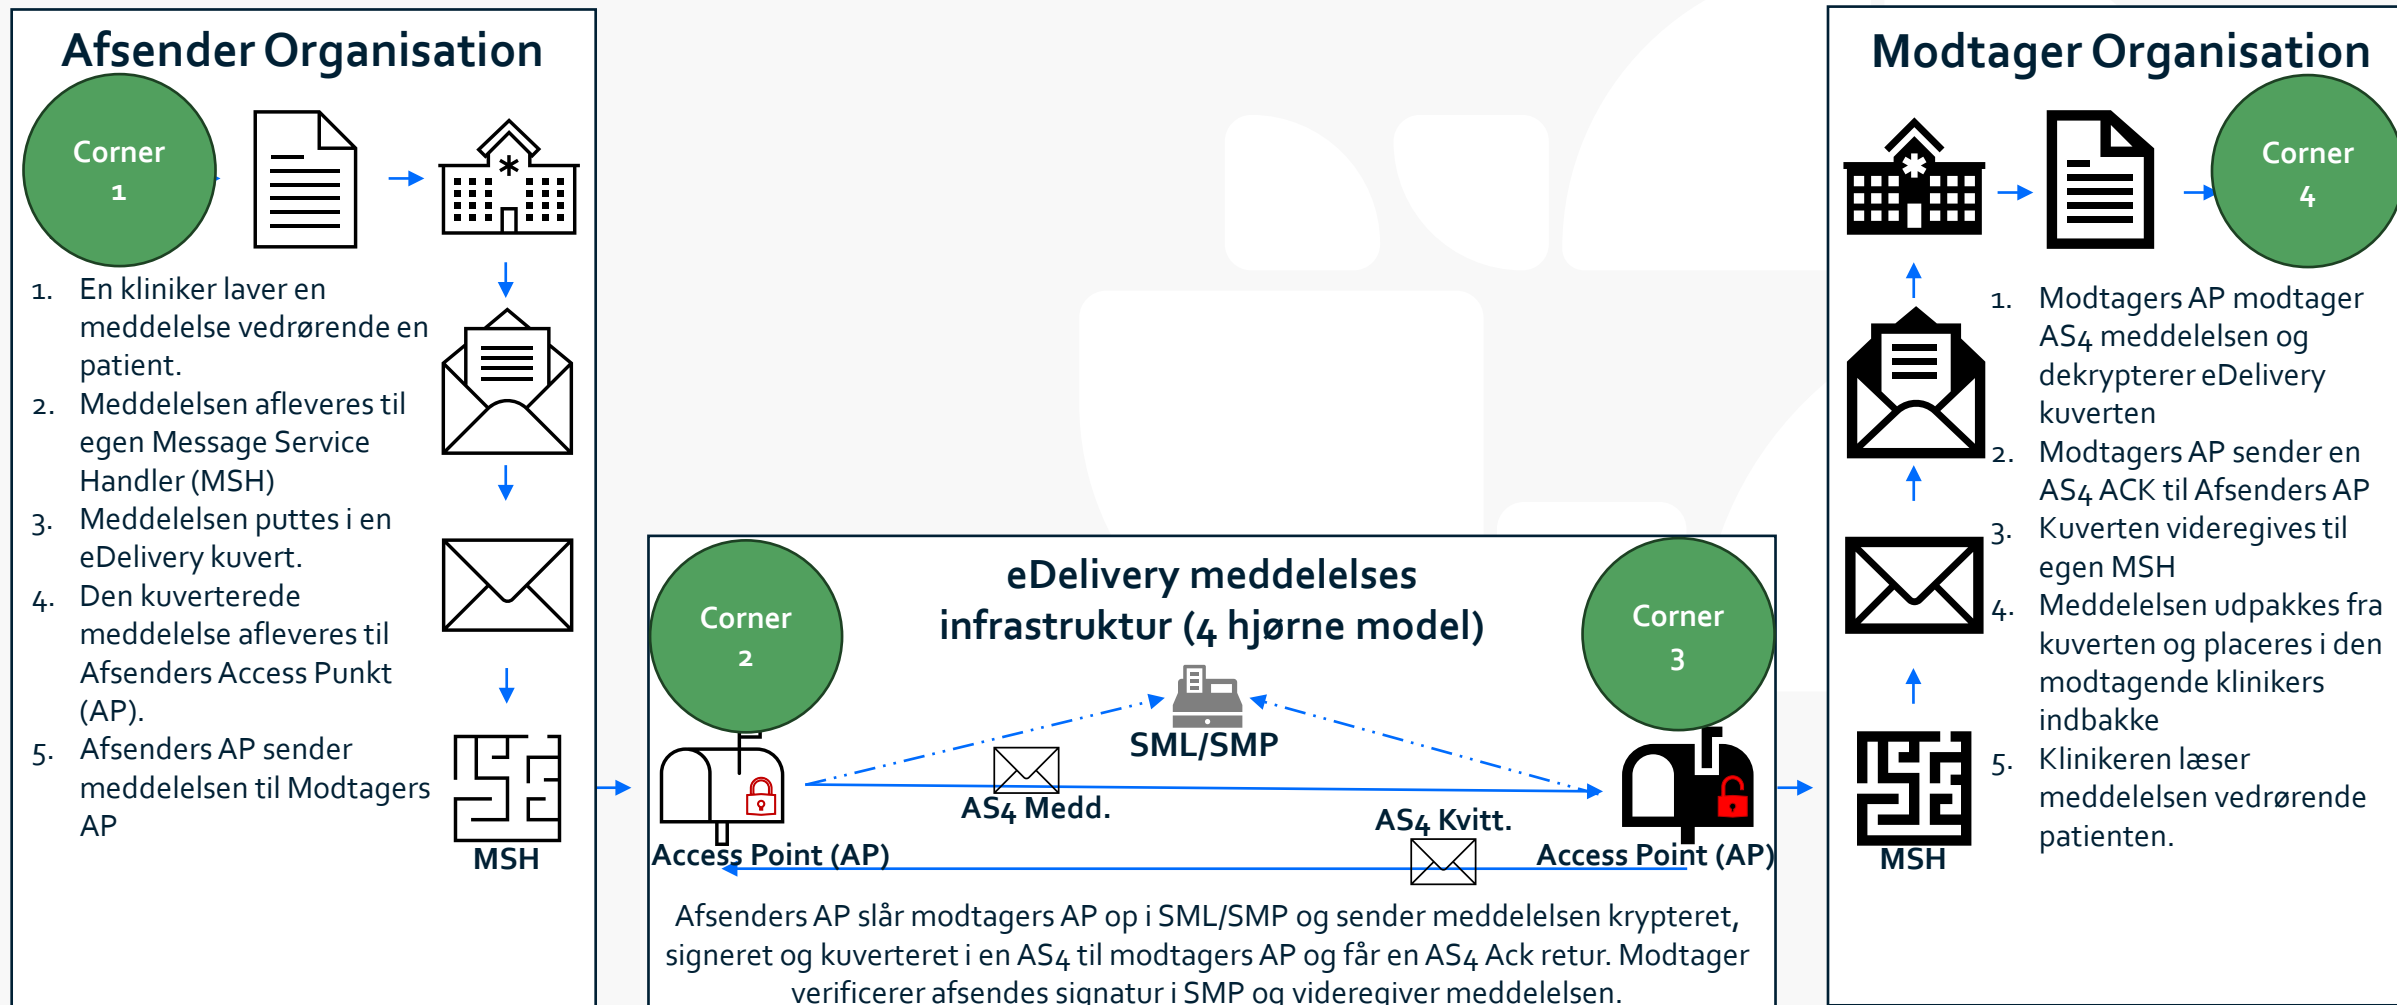 Afsender Organisation
Corner
1
1. En kliniker laver en
meddelelse vedrørende en
patient.
2. Meddelelsen afleveres til
egen Message Service
Handler (MSH)
3. Meddelelsen puttes i en
eDelivery kuvert.
4. Den kuverterede
meddelelse afleveres til
Afsenders Access Punkt
(AP).
5. Afsenders AP sender
meddelelsen til Modtagers
AP
MSH
Corner
2
eDelivery meddelelses
infrastruktur (4 hjørne model)
Corner
3
SML/SMP
AS4 Medd.
AS4 Kvitt.
Access Point (AP)
Access Point (AP)
Afsenders AP slår modtagers AP op i SML/SMP og sender meddelelsen krypteret,
signeret og kuverteret i en AS4 til modtagers AP og får en AS4 Ack retur. Modtager
verificerer afsendes signatur i SMP og videregiver meddelelsen.
Modtager Organisation
Corner
4
1. Modtagers AP modtager
AS4 meddelelsen og
dekrypterer eDelivery
kuverten
2. Modtagers AP sender en
AS4 ACK til Afsenders AP
3. Kuverten videregives til
egen MSH
4. Meddelelsen udpakkes fra
kuverten og placeres i den
modtagende klinikers
indbakke
5. Klinikeren læser
meddelelsen vedrørende
patienten.
MSH